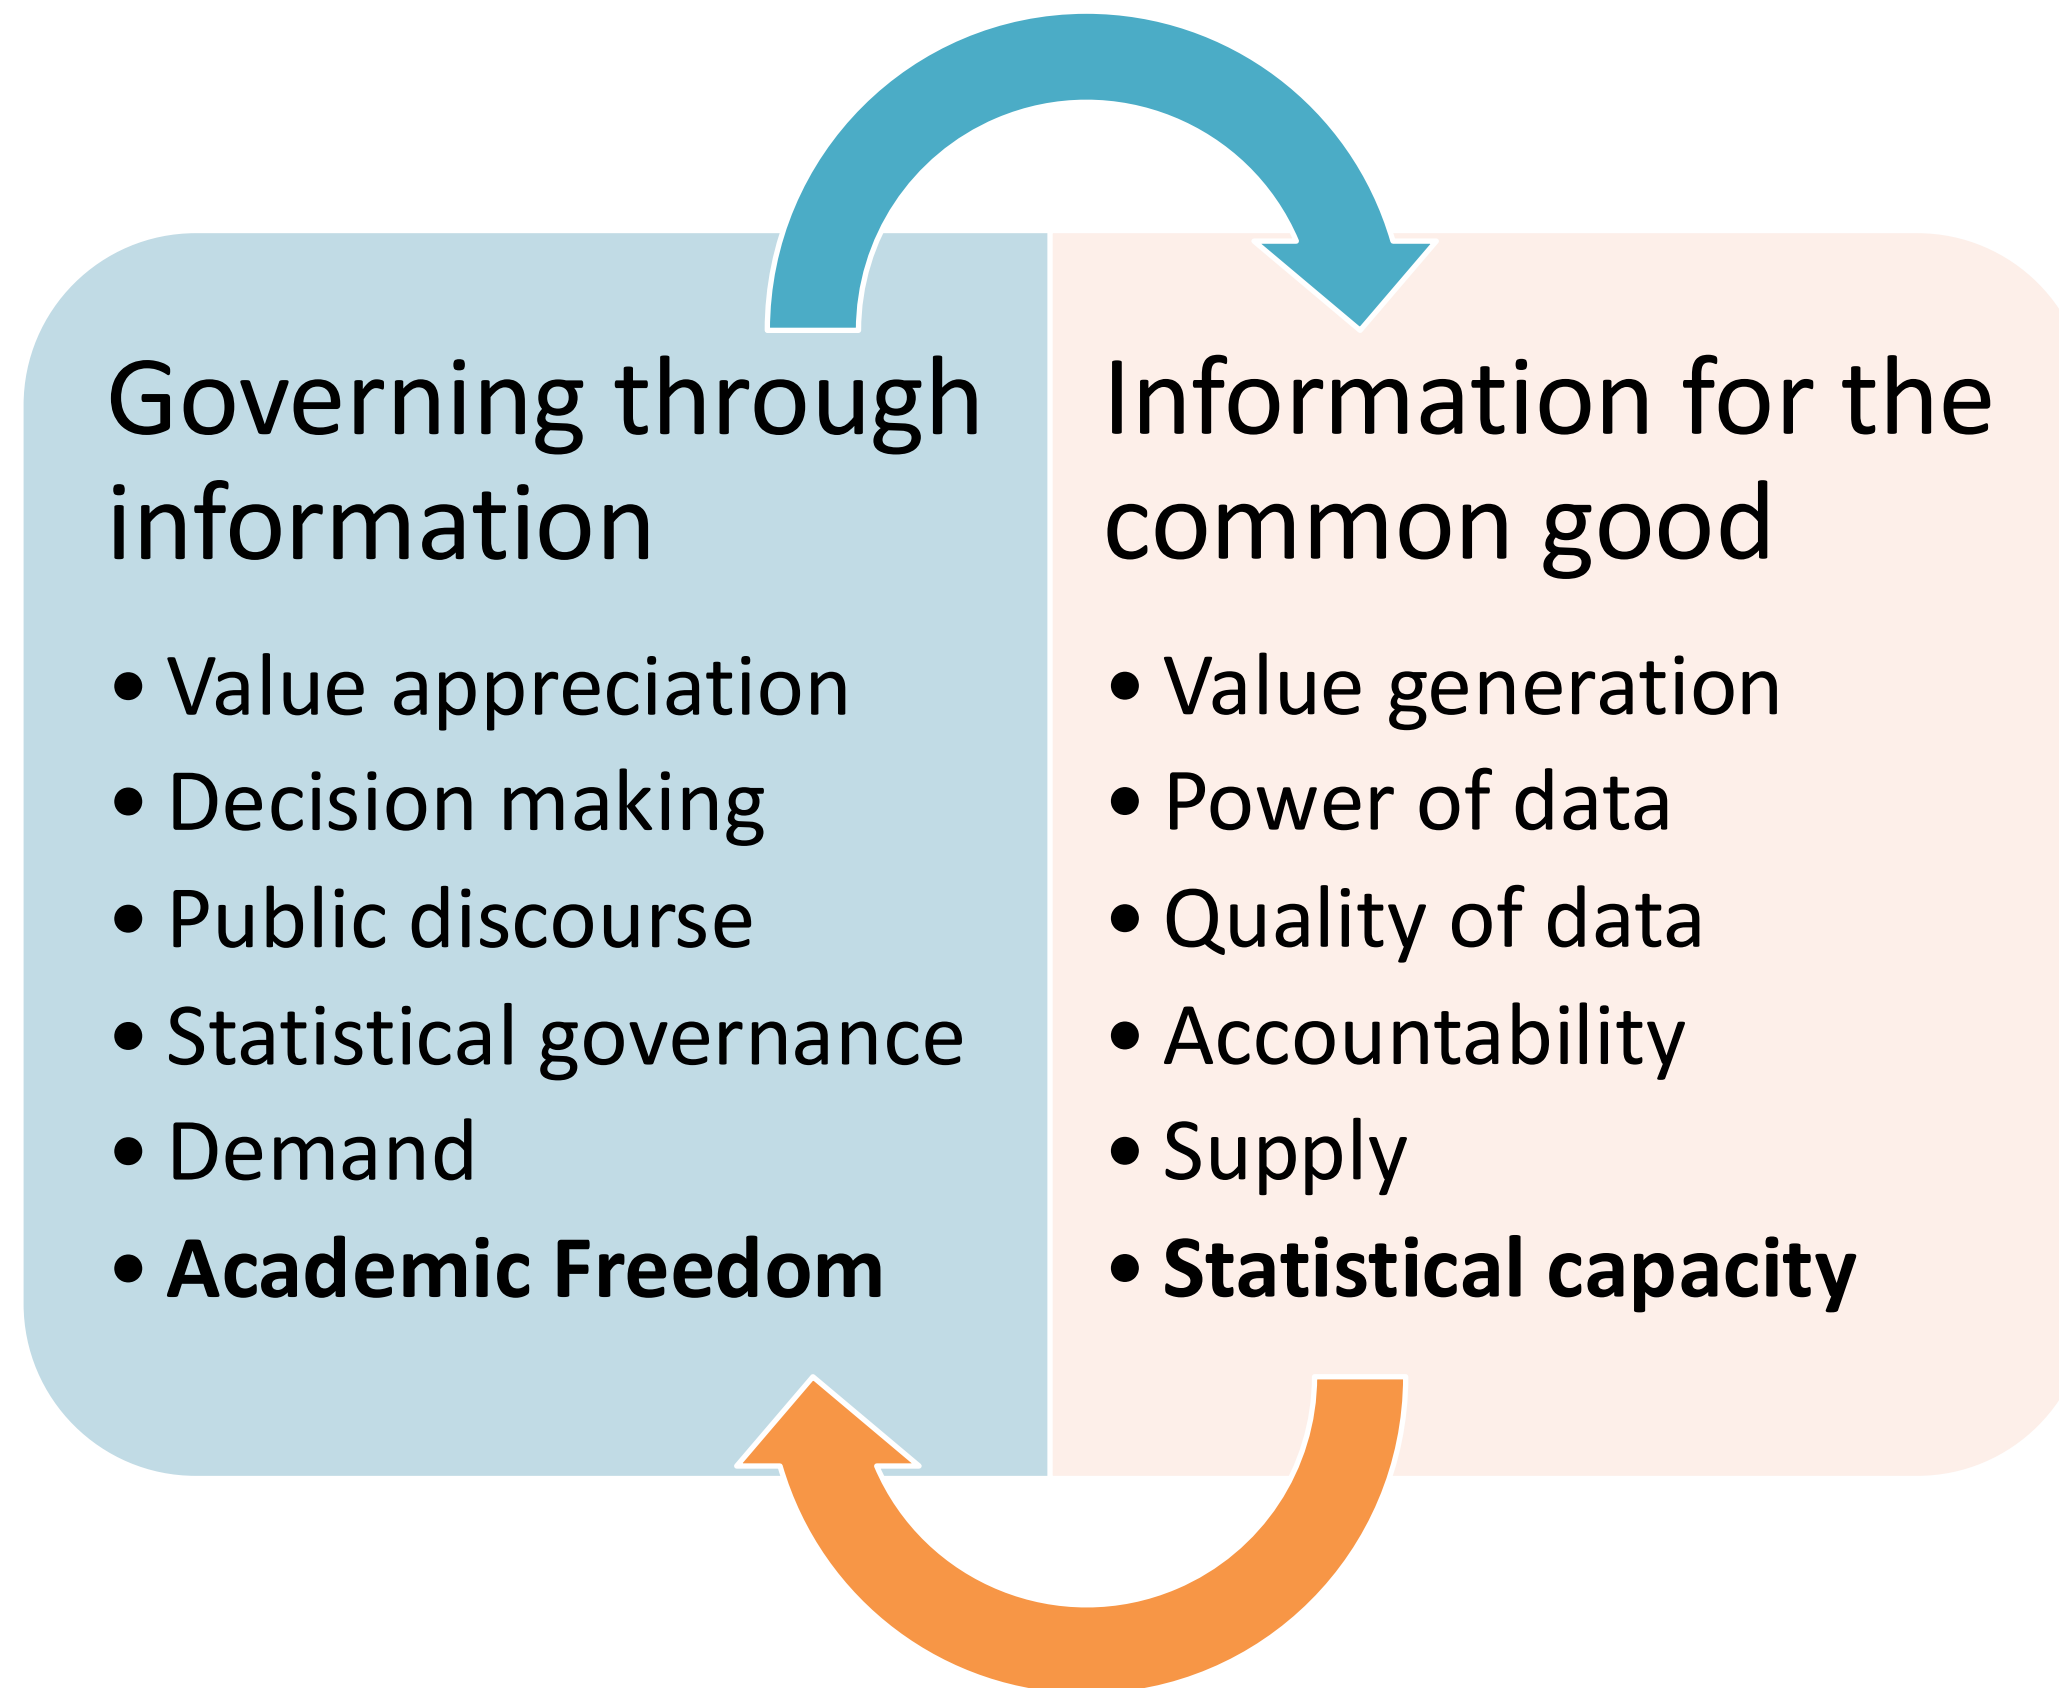 Governing through
information
• Value appreciation
• Decision making
• Public discourse
• Statistical governance
• Demand
• Academic Freedom
Information for the
common good
• Value generation
• Power of data
• Quality of data
• Accountability
• Supply
• Statistical capacity